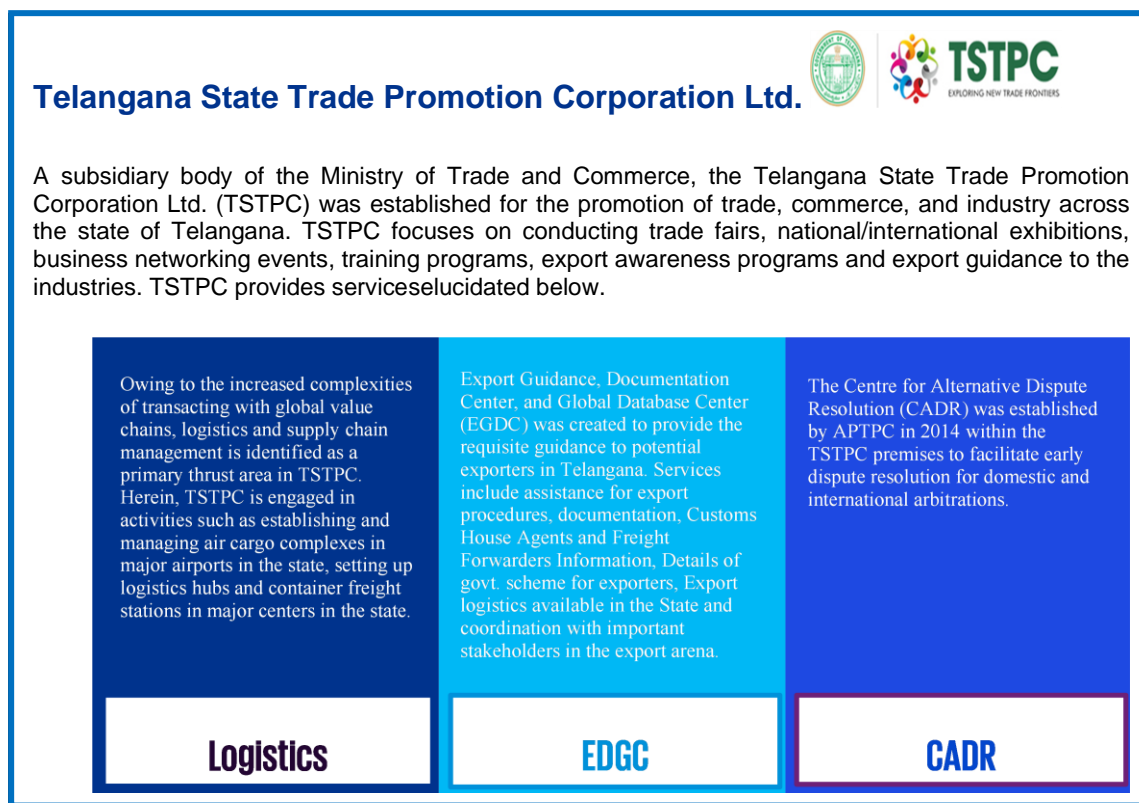 TSTPC
EXPLORING NEW TRADE FRONTIERS
Telangana State Trade Promotion Corporation Ltd.
A subsidiary body of the Ministry of Trade and Commerce, the Telangana State Trade Promotion
Corporation Ltd. (TSTPC) was established for the promotion of trade, commerce, and industry across
the state of Telangana. TSTPC focuses on conducting trade fairs, national/international exhibitions,
business networking events, training programs, export awareness programs and export guidance to the
industries. TSTPC provides serviceselucidated below.
Owing to the increased complexities
of transacting with global value
chains, logistics and supply chain
management is identified as a
primary thrust area in TSTPC.
Herein, TSTPC is engaged in
activities such as establishing and
managing air cargo complexes in
major airports in the state, setting up
logistics hubs and container freight
stations in major centers in the state.
Logistics
Export Guidance, Documentation
Center, and Global Database Center
(EGDC) was created to provide the
requisite guidance to potential
exporters in Telangana. Services
include assistance for export
procedures, documentation, Customs
House Agents and Freight
Forwarders Information, Details of
govt. scheme for exporters, Export
logistics available in the State and
coordination with important
stakeholders in the export arena.
EDGC
The Centre for Alternative Dispute
Resolution (CADR) was established
by APTPC in 2014 within the
TSTPC premises to facilitate early
dispute resolution for domestic and
international arbitrations.
CADR